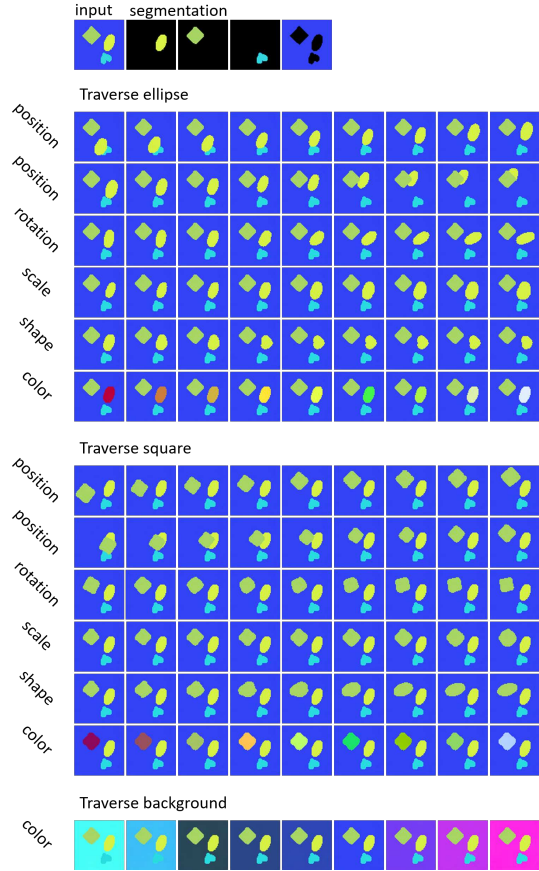 input segmentation
Traverse ellipse
position
position
rotation
scale
shape
color
Traverse square
position
position
rotation
scale
shape
color
Traverse background
color